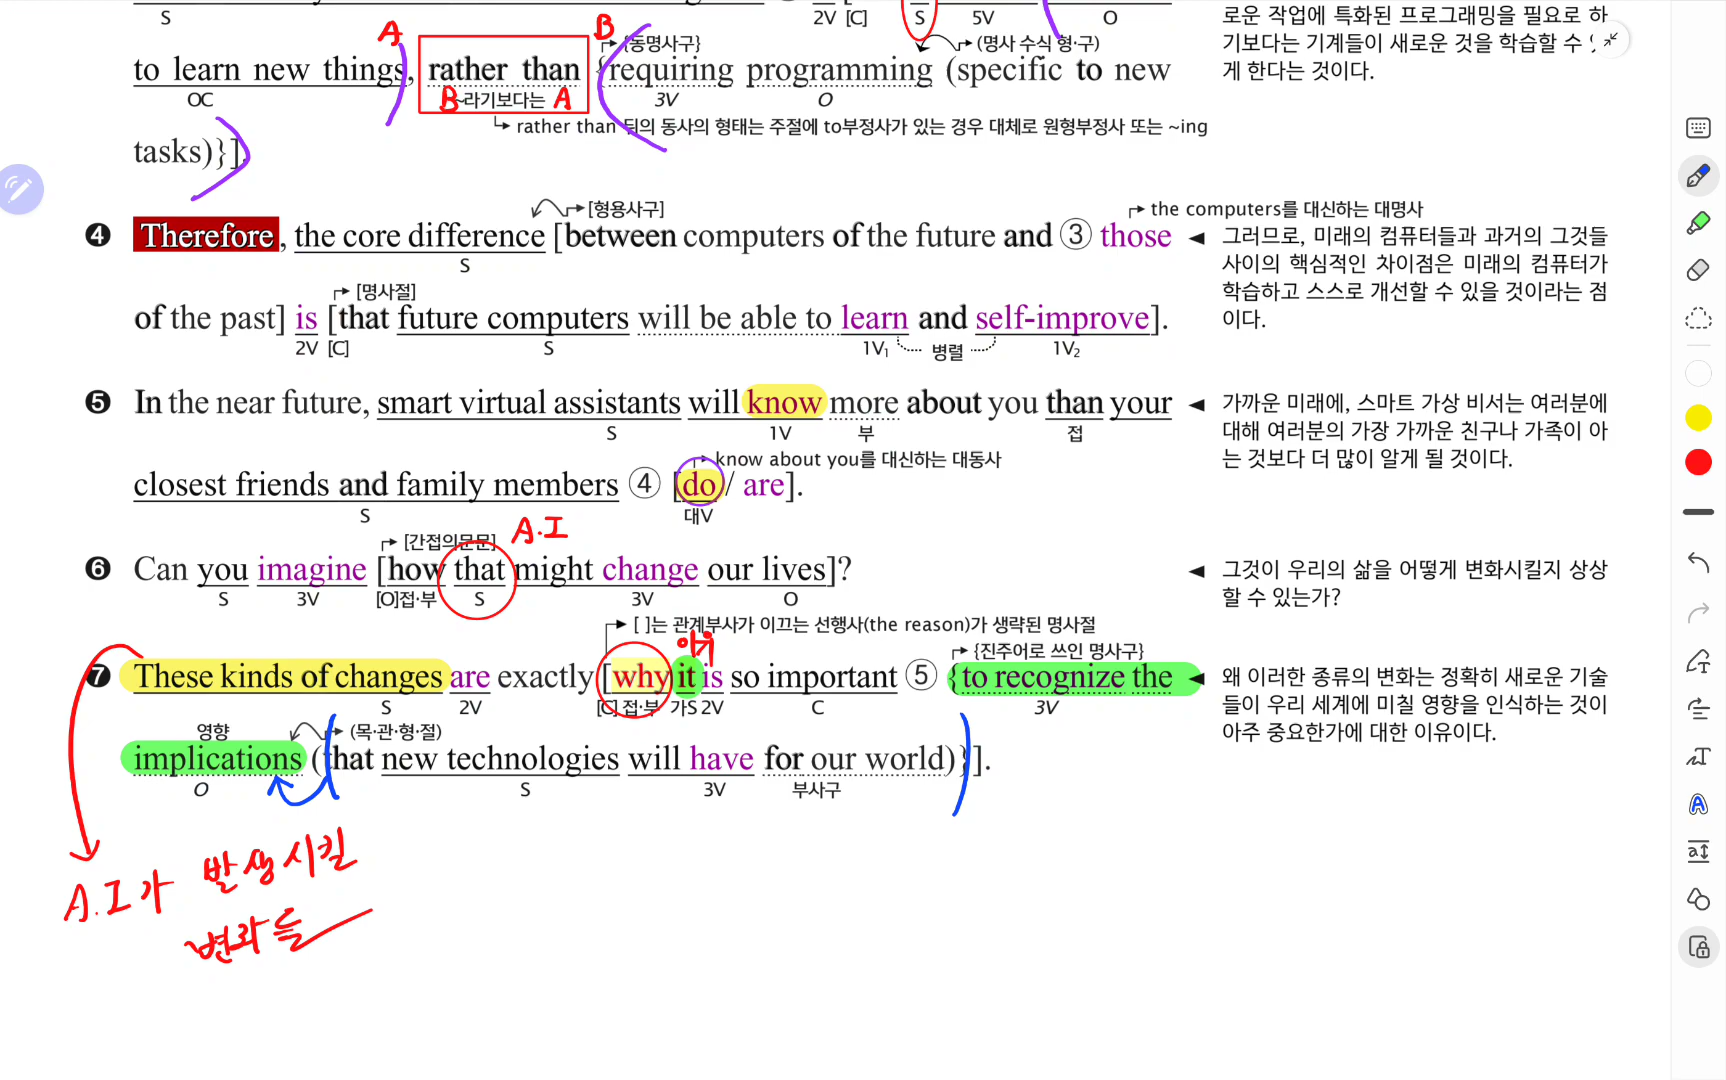 S 2V [C] S 5V O
로운 작업에 특화된 프로그래밍을 필요로 하
A B {동명사구} (명사 수식 형·구)
기보다는 기계들이 새로운 것을 학습할 수
to learn new things, rather than {requiring programming (specific to new
게 한다는 것이다.
OC B ~라기보다는 A 3V O
rather than 뒤의 동사의 형태는 주절에 to부정사가 있는 경우 대체로 원형부정사 또는 ~ing
tasks)}].
[형용사구] the computers를 대신하는 대명사
❹ Therefore, the core difference [between computers of the future and ③ those
S
◄ 그러므로, 미래의 컴퓨터들과 과거의 그것들
사이의 핵심적인 차이점은 미래의 컴퓨터가
학습하고 스스로 개선할 수 있을 것이라는 점
이다.
[명사절]
of the past] is [that future computers will be able to learn and self-improve].
2V [C] S 1V₁ 병렬 1V₂
❺ In the near future, smart virtual assistants will know more about you than your
S 1V 부 접
◄ 가까운 미래에, 스마트 가상 비서는 여러분에
대해 여러분의 가장 가까운 친구나 가족이 아
는 것보다 더 많이 알게 될 것이다.
know about you를 대신하는 대동사
closest friends and family members ④ [do / are].
S 대V
A.I
[간접의문문]
❻ Can you imagine [how that might change our lives]?
S 3V [O]접·부 S 3V O
◄ 그것이 우리의 삶을 어떻게 변화시킬지 상상
할 수 있는가?
[ ]는 관계부사가 이끄는 선행사(the reason)가 생략된 명사절
{진주어로 쓰인 명사구}
❼ These kinds of changes are exactly [why it is so important ⑤ {to recognize the
S 2V [C] 접·부 가S 2V C 3V
◄ 왜 이러한 종류의 변화는 정확히 새로운 기술
들이 우리 세계에 미칠 영향을 인식하는 것이
아주 중요한가에 대한 이유이다.
영향 (목·관·형·절)
implications (that new technologies will have for our world)}].
O S 3V 부사구
A.I가 발생시킬
변화들